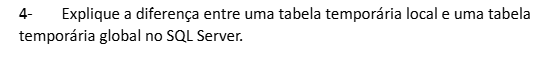 4- Explique a diferença entre uma tabela temporária local e uma tabela
temporária global no SQL Server.